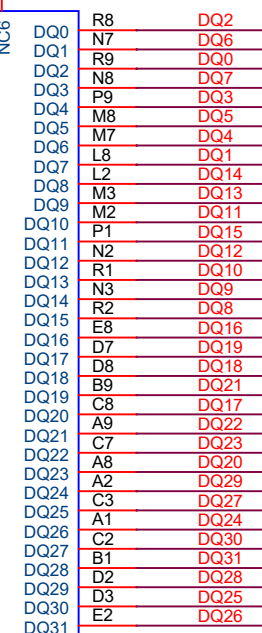 NC6
DQ0 R8 DQ2
DQ1 N7 DQ6
DQ2 R9 DQ0
DQ3 N8 DQ7
DQ4 P9 DQ3
DQ5 M8 DQ5
DQ6 M7 DQ4
DQ7 L8 DQ1
DQ8 L2 DQ14
DQ9 M3 DQ13
DQ10 M2 DQ11
DQ11 P1 DQ15
DQ12 N2 DQ12
DQ13 R1 DQ10
DQ14 N3 DQ9
DQ15 R2 DQ8
DQ16 E8 DQ16
DQ17 D7 DQ19
DQ18 D8 DQ18
DQ19 B9 DQ21
DQ20 C8 DQ17
DQ21 A9 DQ22
DQ22 C7 DQ23
DQ23 A8 DQ20
DQ24 A2 DQ29
DQ25 C3 DQ27
DQ26 A1 DQ24
DQ27 C2 DQ30
DQ28 B1 DQ31
DQ29 D2 DQ28
DQ30 D3 DQ25
DQ31 E2 DQ26